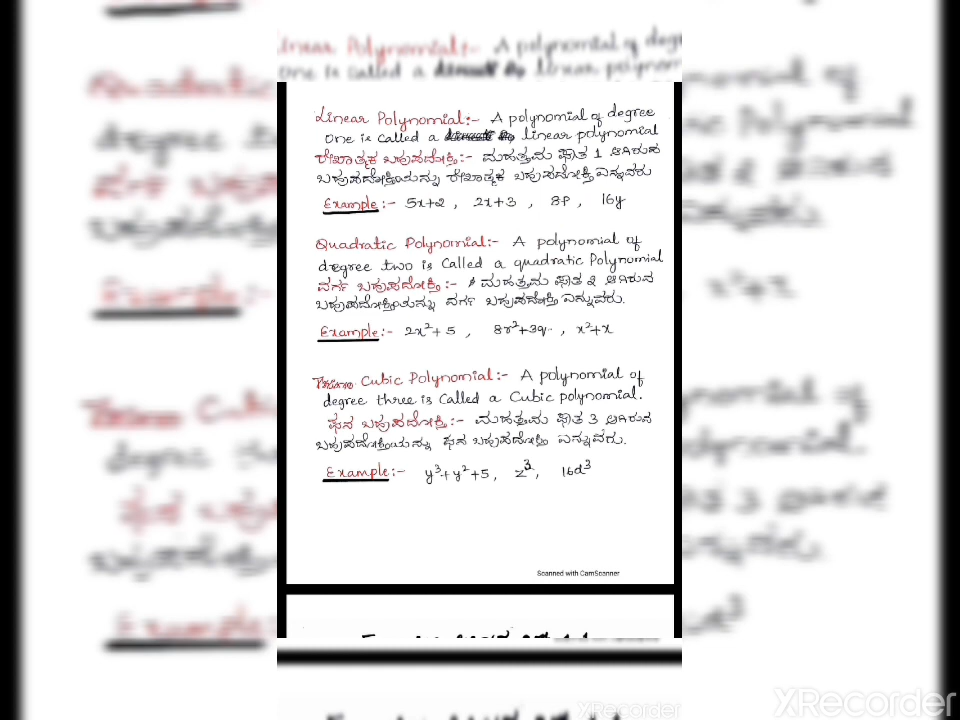 Linear Polynomial:- A polynomial of degree
one is called a linear polynomial
ರೇಖಾತ್ಮಕ ಬಹುಪದೋಕ್ತಿ:- ಮಹತ್ತಮ ಘಾತ 1 ಆಗಿರುವ
ಬಹುಪದೋಕ್ತಿಯನ್ನು ರೇಖಾತ್ಮಕ ಬಹುಪದೋಕ್ತಿ ಎನ್ನುವರು
Example:- 5x+2, 2x+3, 8P, 16y
Quadratic Polynomial:- A polynomial of
degree two is called a quadratic Polynomial
ವರ್ಗ ಬಹುಪದೋಕ್ತಿ:- ಮಹತ್ತಮ ಘಾತ 2 ಆಗಿರುವ
ಬಹುಪದೋಕ್ತಿಯನ್ನು ವರ್ಗ ಬಹುಪದೋಕ್ತಿ ಎನ್ನುವರು.
Example:- 2x²+5, 8r²+3q, x²+x
Cubic Polynomial:- A polynomial of
degree three is called a Cubic polynomial.
ಘನ ಬಹುಪದೋಕ್ತಿ:- ಮಹತ್ತಮ ಘಾತ 3 ಆಗಿರುವ
ಬಹುಪದೋಕ್ತಿಯನ್ನು ಘನ ಬಹುಪದೋಕ್ತಿ ಎನ್ನುವರು.
Example:- y³+y²+5, z³, 16d³
Scanned with CamScanner
XRecorder